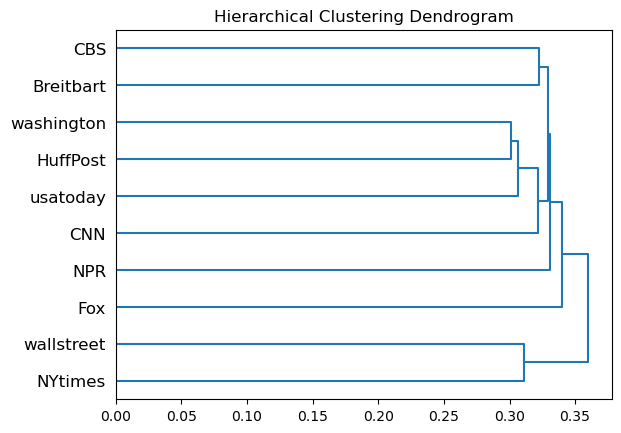 Hierarchical Clustering Dendrogram
CBS
Breitbart
washington
HuffPost
usatoday
CNN
NPR
Fox
wallstreet
NYtimes
0.00 0.05 0.10 0.15 0.20 0.25 0.30 0.35